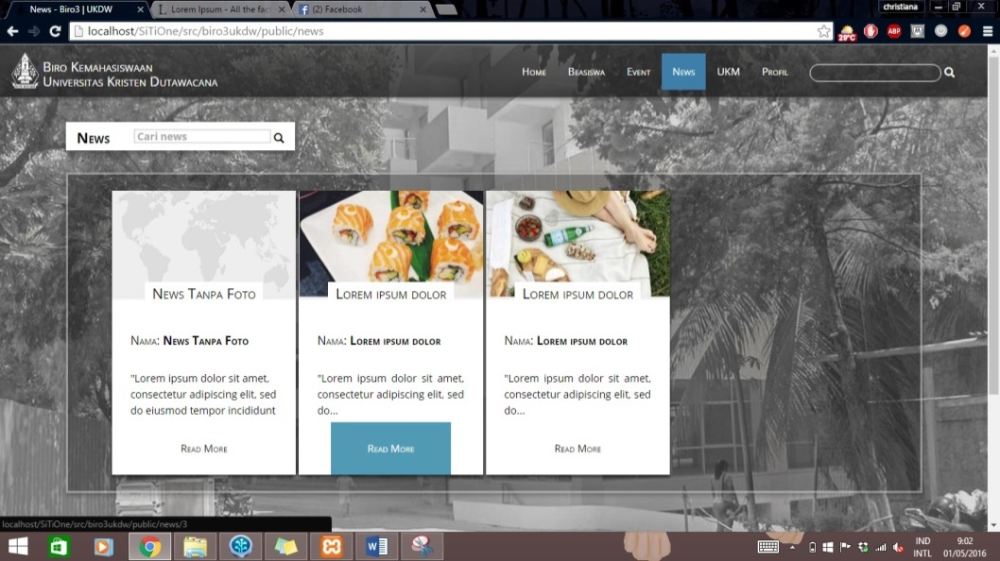 christiana
News - Biro3 | UKDW
Lorem Ipsum - All the fac
(2) Facebook
localhost/SiTiOne/src/biro3ukdw/public/news
29°C
ABP
Biro Kemahasiswaan
Universitas Kristen Dutawacana
Home
Beasiswa
Event
News
UKM
Profil
News
Cari news
News Tanpa Foto
Nama: News Tanpa Foto
"Lorem ipsum dolor sit amet,
consectetur adipiscing elit, sed
do eiusmod tempor incididunt
Read More
Lorem ipsum dolor
Nama: Lorem ipsum dolor
"Lorem ipsum dolor sit amet,
consectetur adipiscing elit, sed
do...
Read More
Lorem ipsum dolor
Nama: Lorem ipsum dolor
"Lorem ipsum dolor sit amet,
consectetur adipiscing elit, sed
do...
Read More
localhost/SiTiOne/src/biro3ukdw/public/news/3
IND
INTL
9:02
01/05/2016